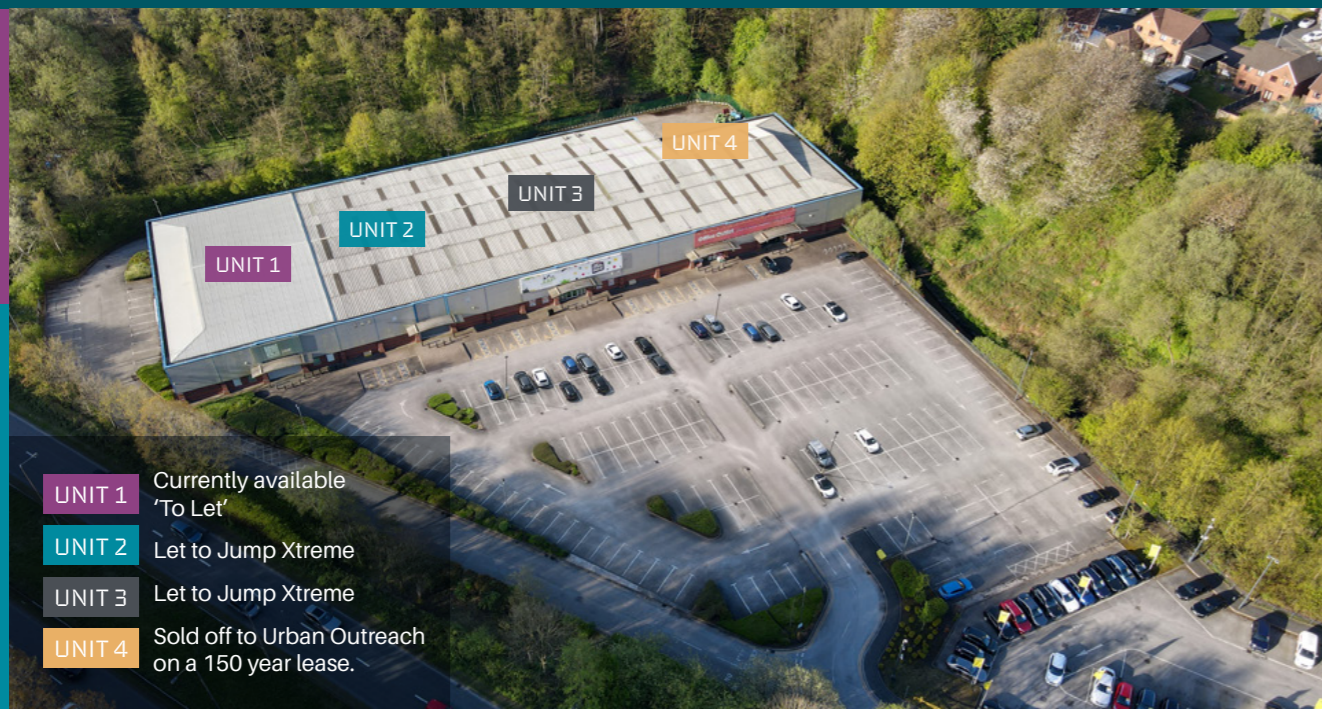 UNIT 4
UNIT 3
UNIT 2
UNIT 1
UNIT 1 Currently available
'To Let'
UNIT 2 Let to Jump Xtreme
UNIT 3 Let to Jump Xtreme
UNIT 4 Sold off to Urban Outreach
on a 150 year lease.